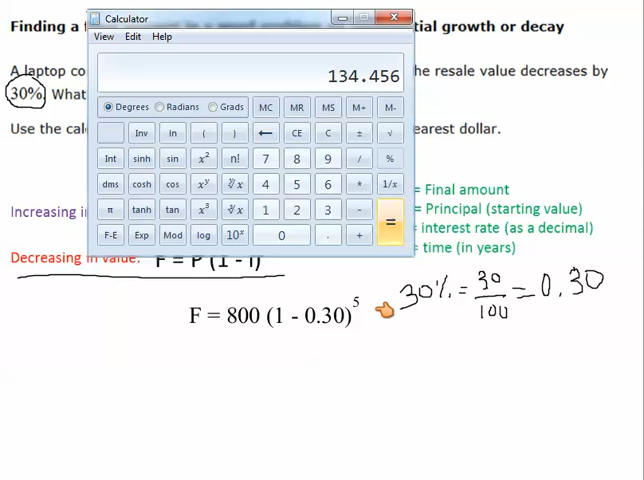 Finding a f
Calculator
tial growth or decay
View Edit Help
134.456
A laptop co
he resale value decreases by
30%. What
Degrees Radians Grads MC MR MS M+ M-
Use the calc
earest dollar.
Inv ln ( ) ← CE C ± √
Int sinh sin x² n! 7 8 9 / %
dms cosh cos xʸ ʸ√x 4 5 6 * 1/x
π tanh tan x³ ³√x 1 2 3 - =
F-E Exp Mod log 10ˣ 0 . +
= Final amount
Increasing in
= Principal (starting value)
interest rate (as a decimal)
= time (in years)
Decreasing in value: F = P (1 - i)
F = 800 (1 - 0.30)⁵
30% = 30/100 = 0.30